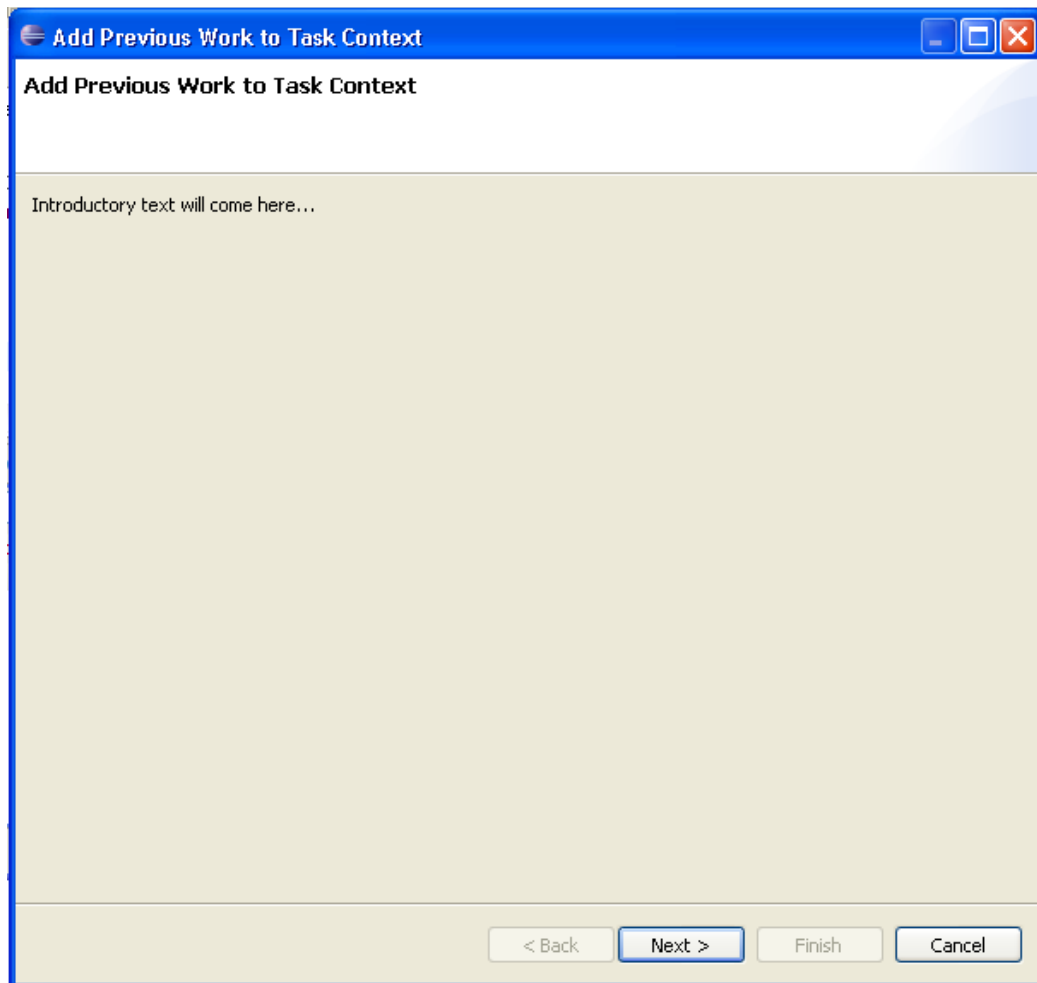 Add Previous Work to Task Context
Add Previous Work to Task Context
Introductory text will come here...
< Back Next > Finish Cancel